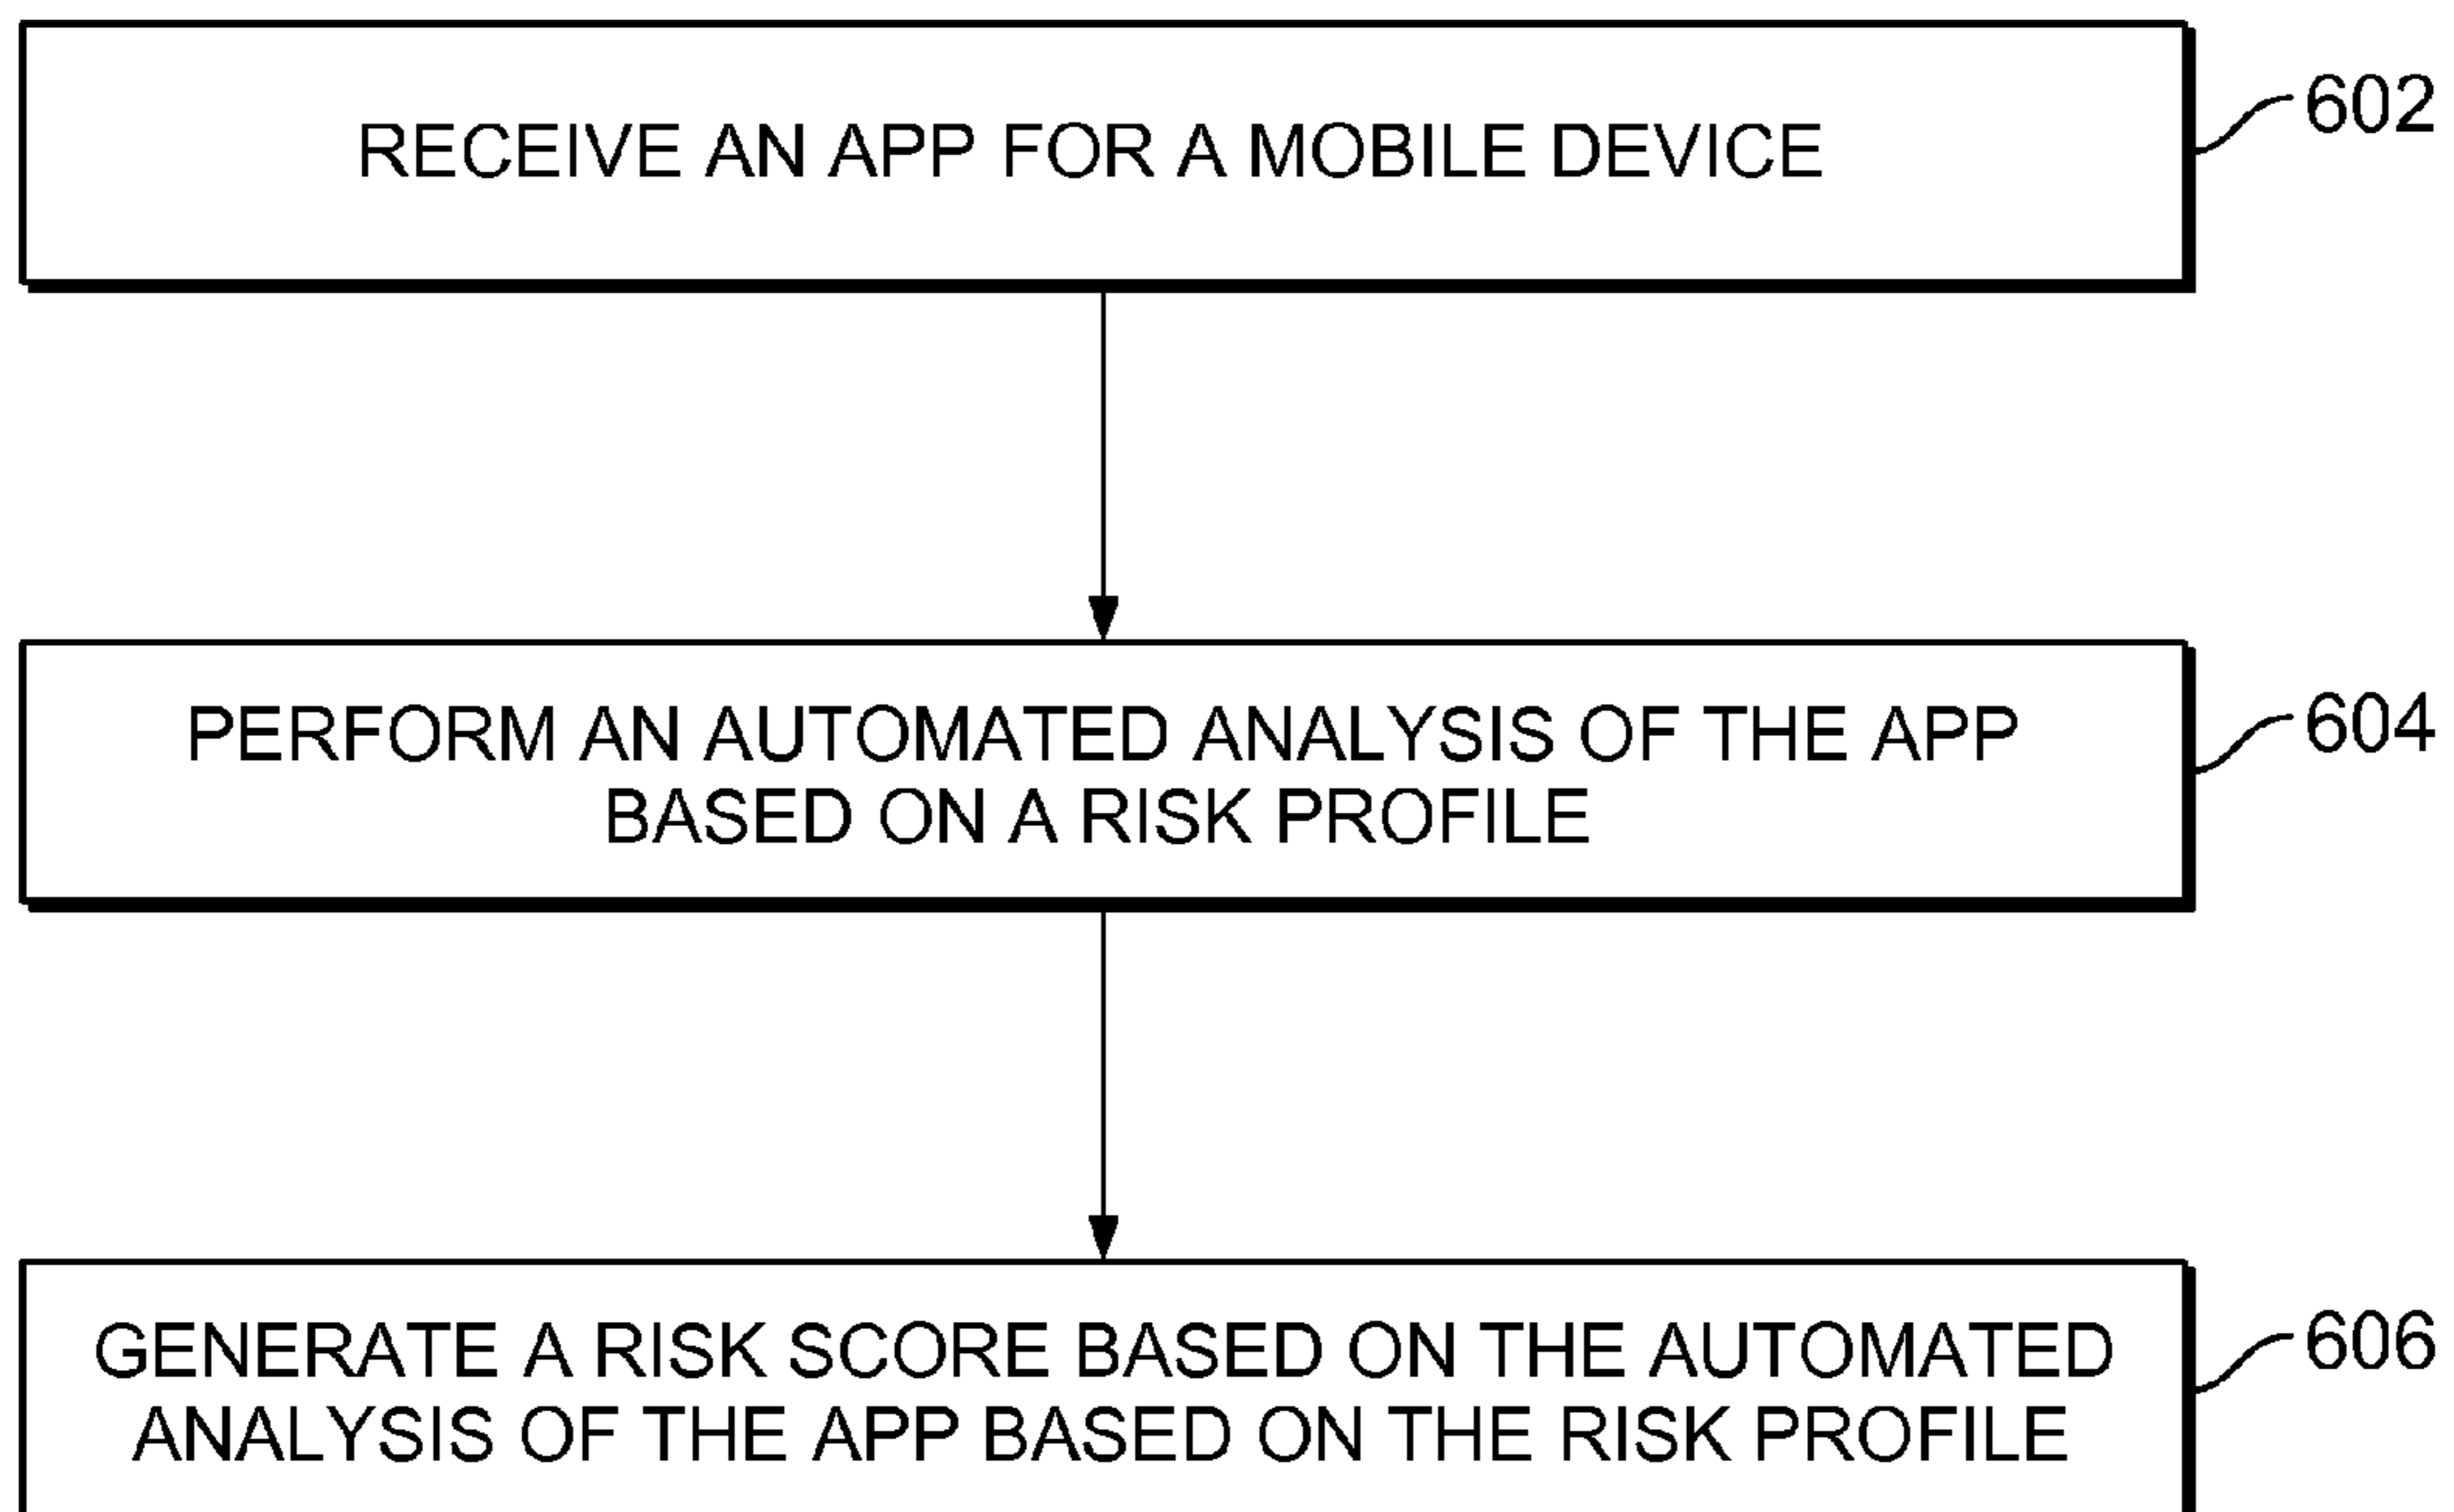 RECEIVE AN APP FOR A MOBILE DEVICE
602
PERFORM AN AUTOMATED ANALYSIS OF THE APP
BASED ON A RISK PROFILE
604
GENERATE A RISK SCORE BASED ON THE AUTOMATED
ANALYSIS OF THE APP BASED ON THE RISK PROFILE
606